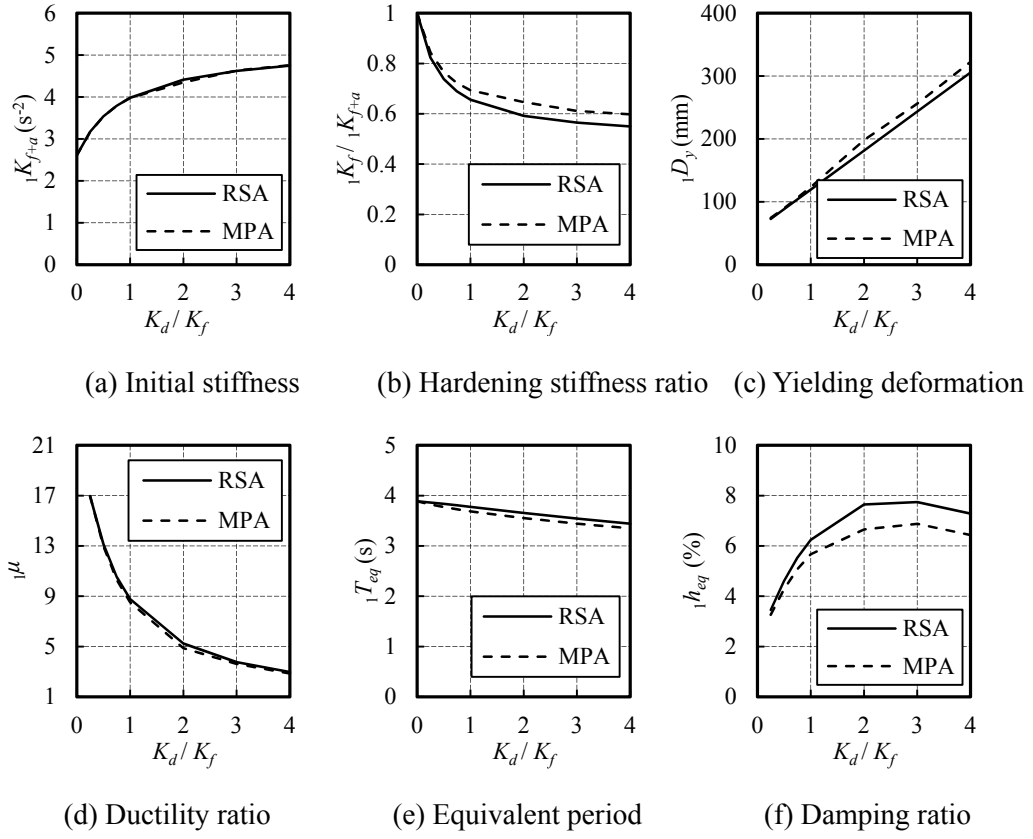 6
5
4
3
2
1
0
₁K_{f+a} (s⁻²)
RSA
MPA
0 1 2 3 4
K_d / K_f
(a) Initial stiffness
1
0.8
0.6
0.4
0.2
0
₁K_f / ₁K_{f+a}
RSA
MPA
0 1 2 3 4
K_d / K_f
(b) Hardening stiffness ratio
400
300
200
100
0
₁D_y (mm)
RSA
MPA
0 1 2 3 4
K_d / K_f
(c) Yielding deformation
21
17
13
9
5
1
₁μ
RSA
MPA
0 1 2 3 4
K_d / K_f
(d) Ductility ratio
5
4
3
2
1
0
₁T_{eq} (s)
RSA
MPA
0 1 2 3 4
K_d / K_f
(e) Equivalent period
10
8
6
4
2
0
₁h_{eq} (%)
RSA
MPA
0 1 2 3 4
K_d / K_f
(f) Damping ratio